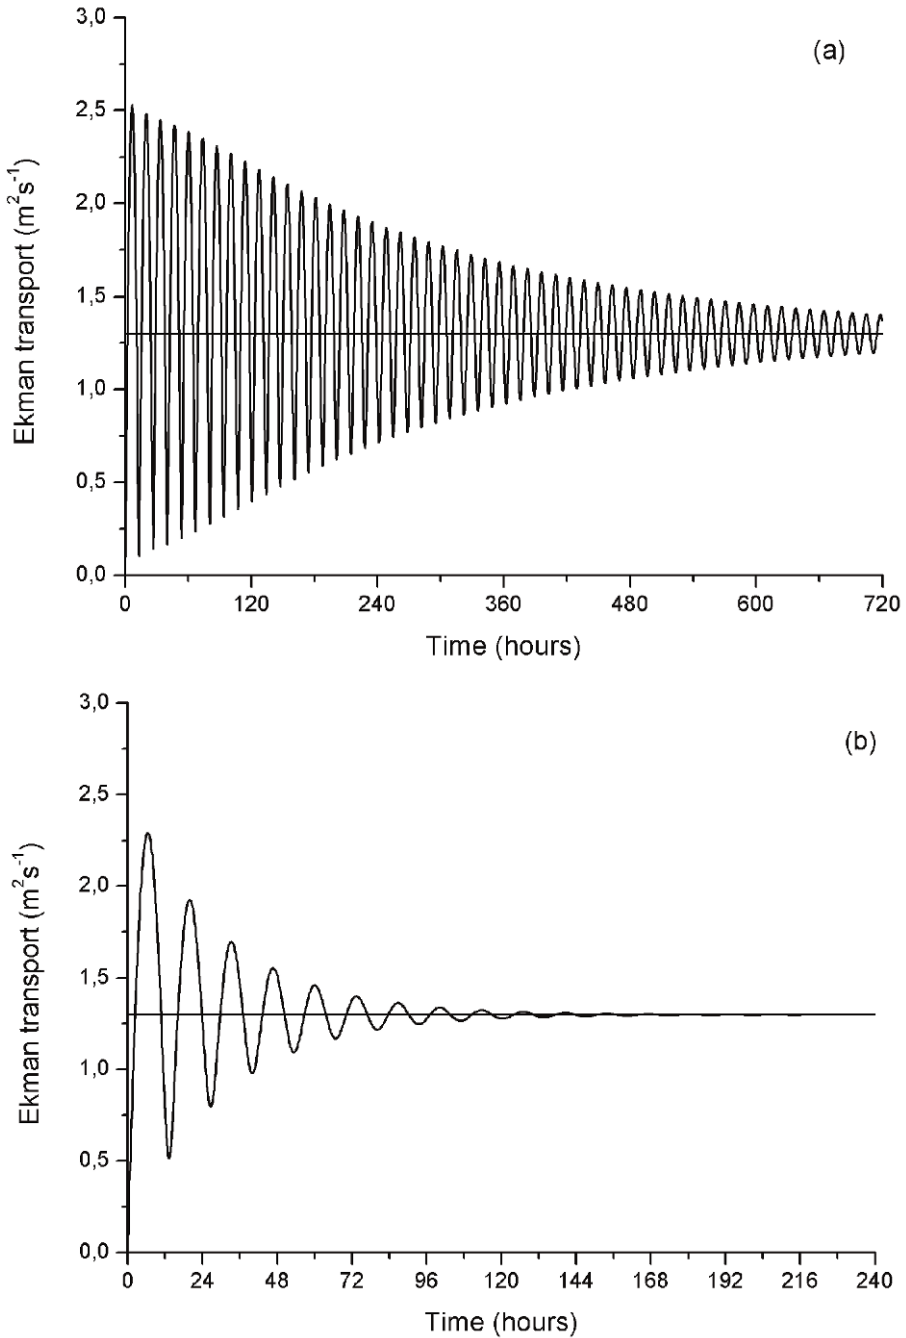 (a)
Ekman transport (m²s⁻¹)
3,0
2,5
2,0
1,5
1,0
0,5
0,0
0 120 240 360 480 600 720
Time (hours)
(b)
Ekman transport (m²s⁻¹)
3,0
2,5
2,0
1,5
1,0
0,5
0,0
0 24 48 72 96 120 144 168 192 216 240
Time (hours)